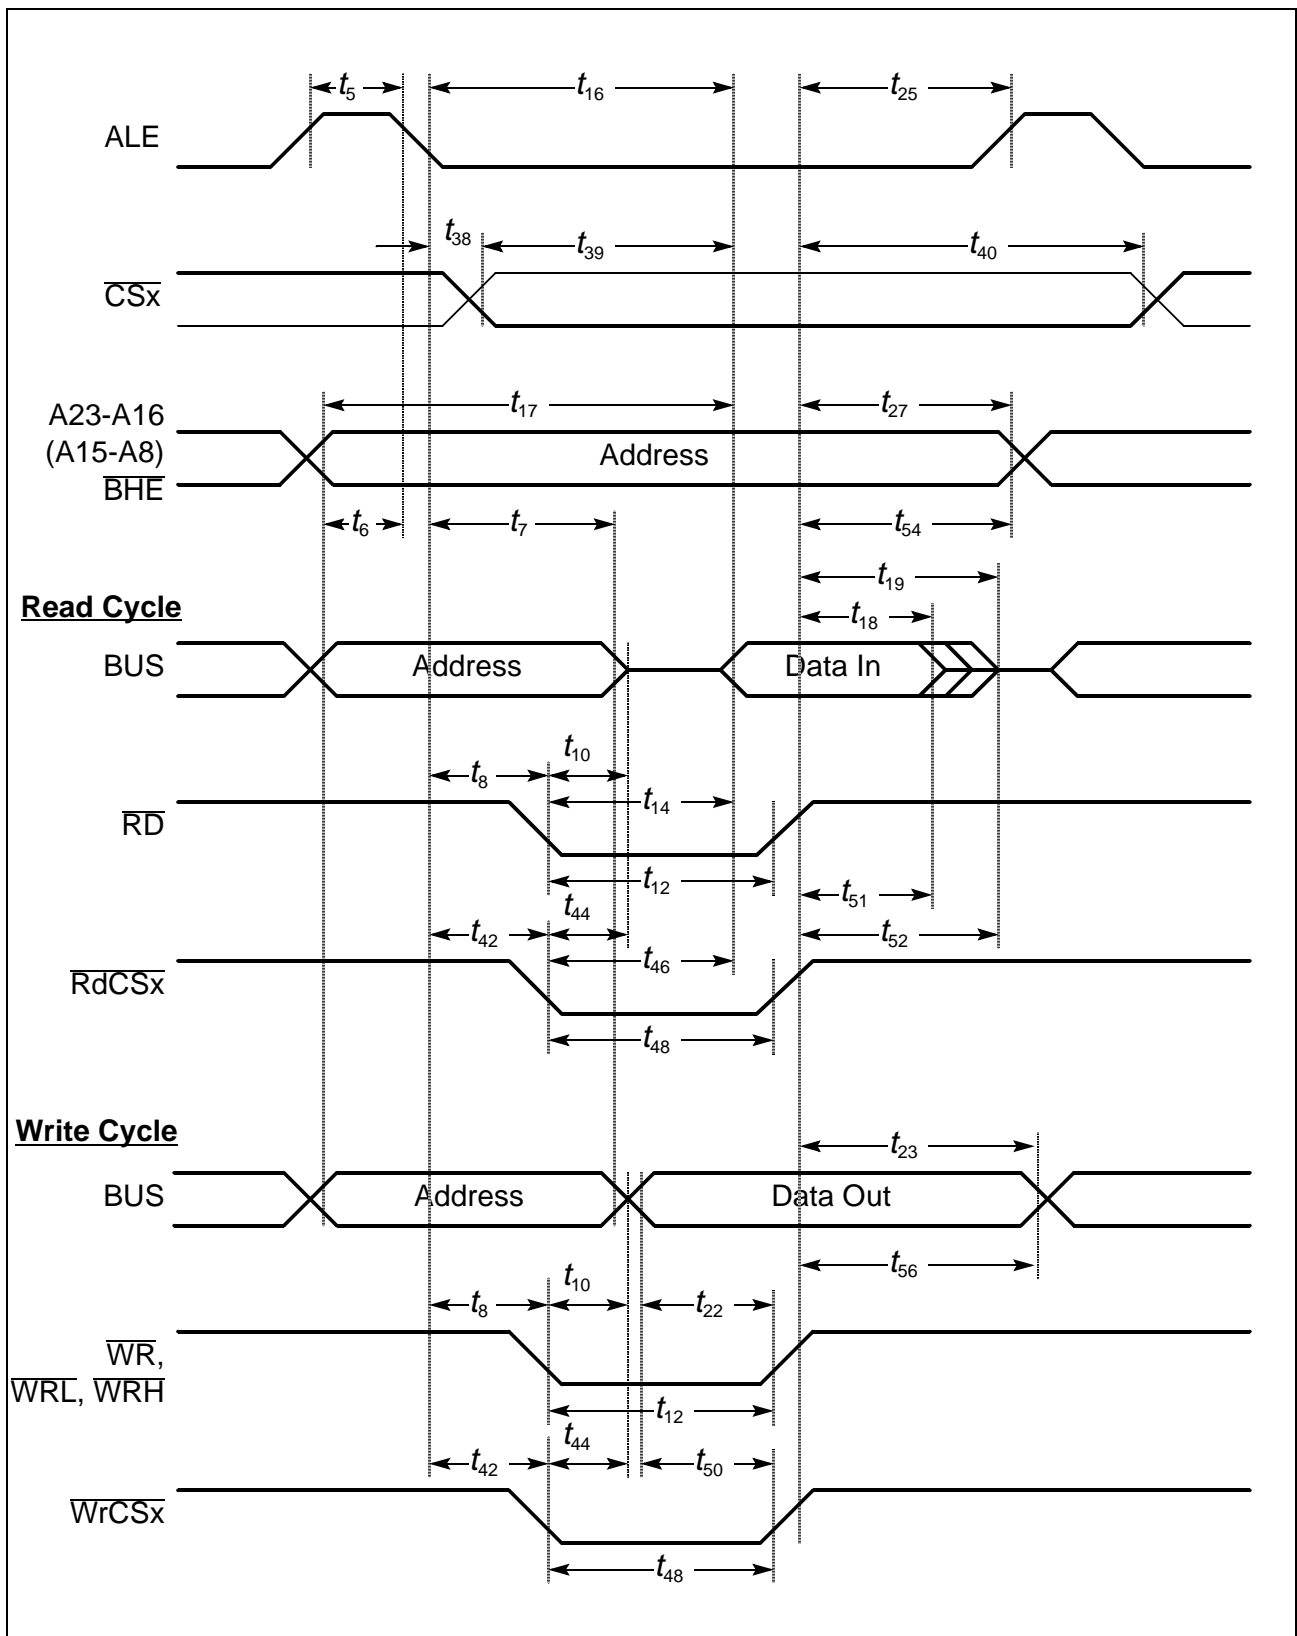 t5 t16 t25
ALE
t38 t39 t40
CSx
t17 t27
A23-A16
(A15-A8) Address
BHE
t6 t7 t54
t19
Read Cycle t18
BUS Address Data In
t10
t8 t14
RD
t12 t51
t44
t42 t46 t52
RdCSx
t48
Write Cycle t23
BUS Address Data Out
t10 t56
t8 t22
WR,
WRL, WRH
t12
t44
t42 t50
WrCSx
t48